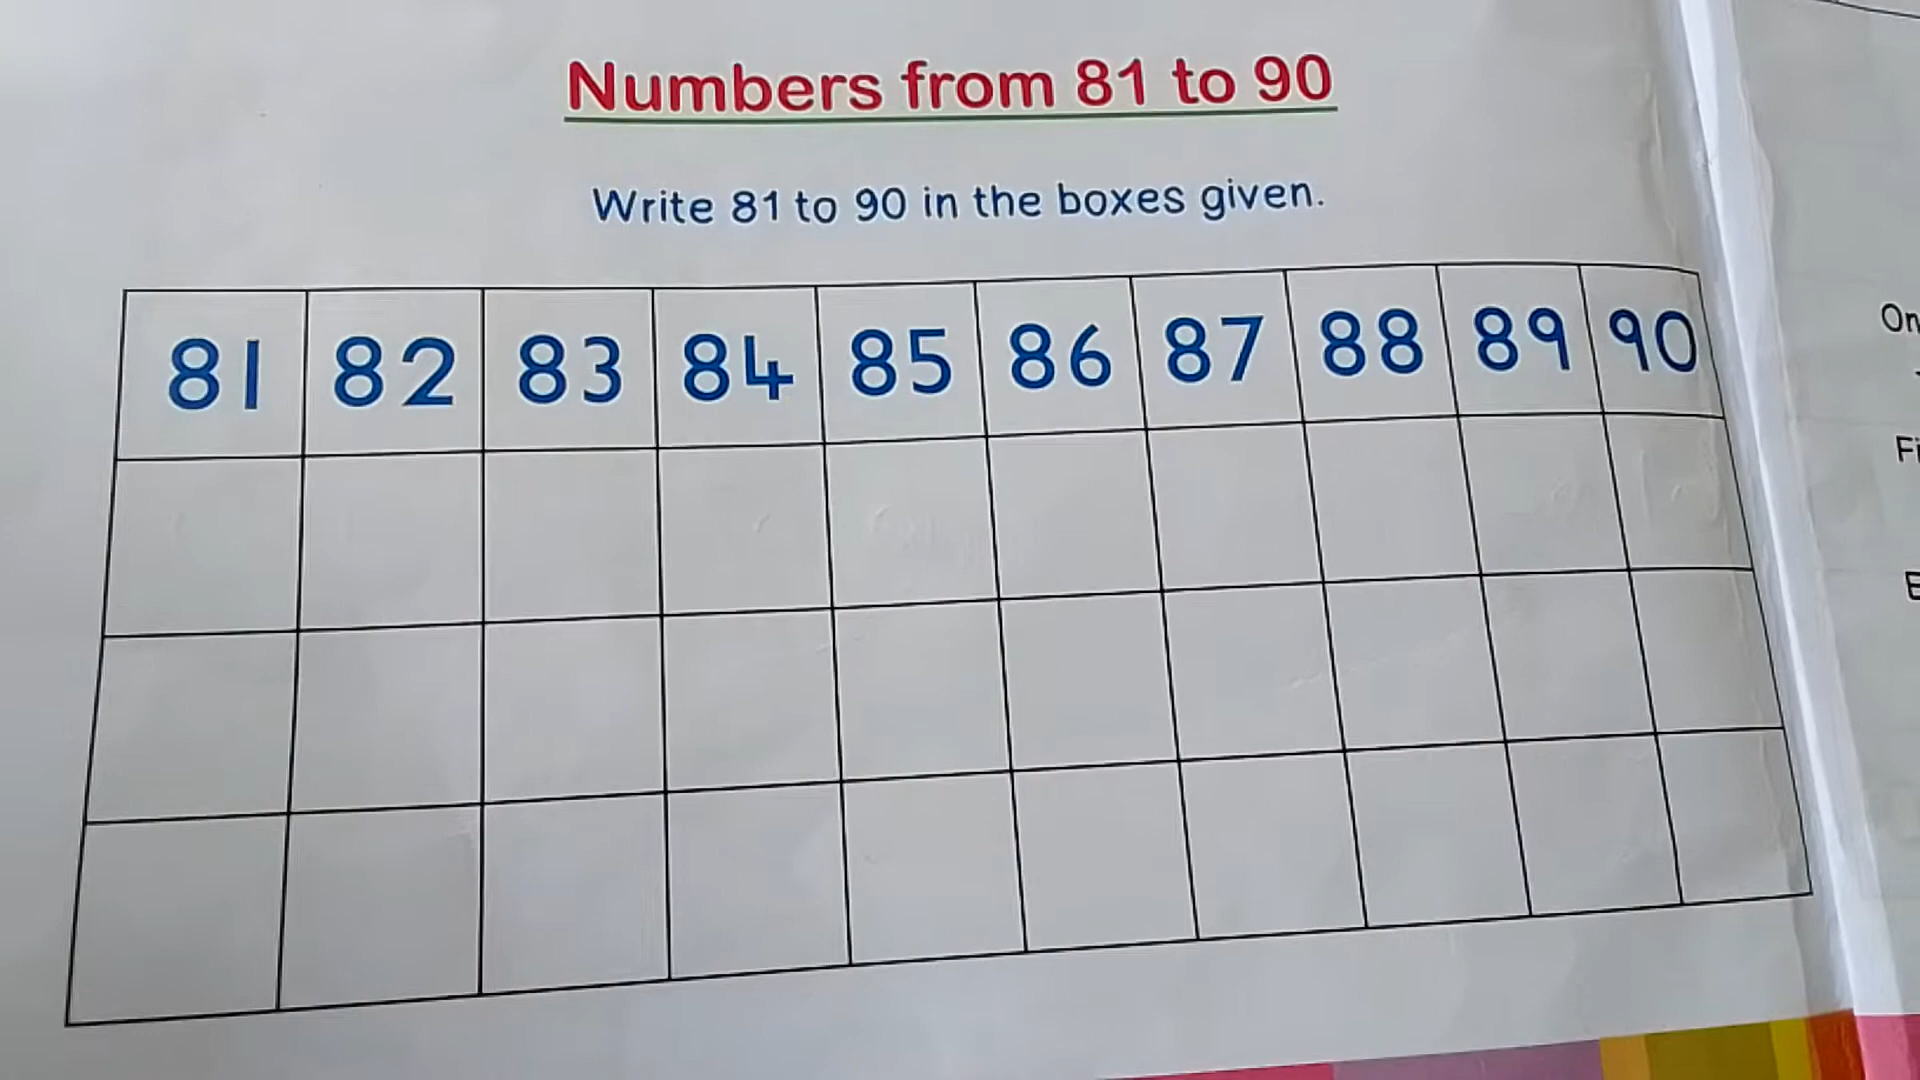 Numbers from 81 to 90
Write 81 to 90 in the boxes given.
81 82 83 84 85 86 87 88 89 90